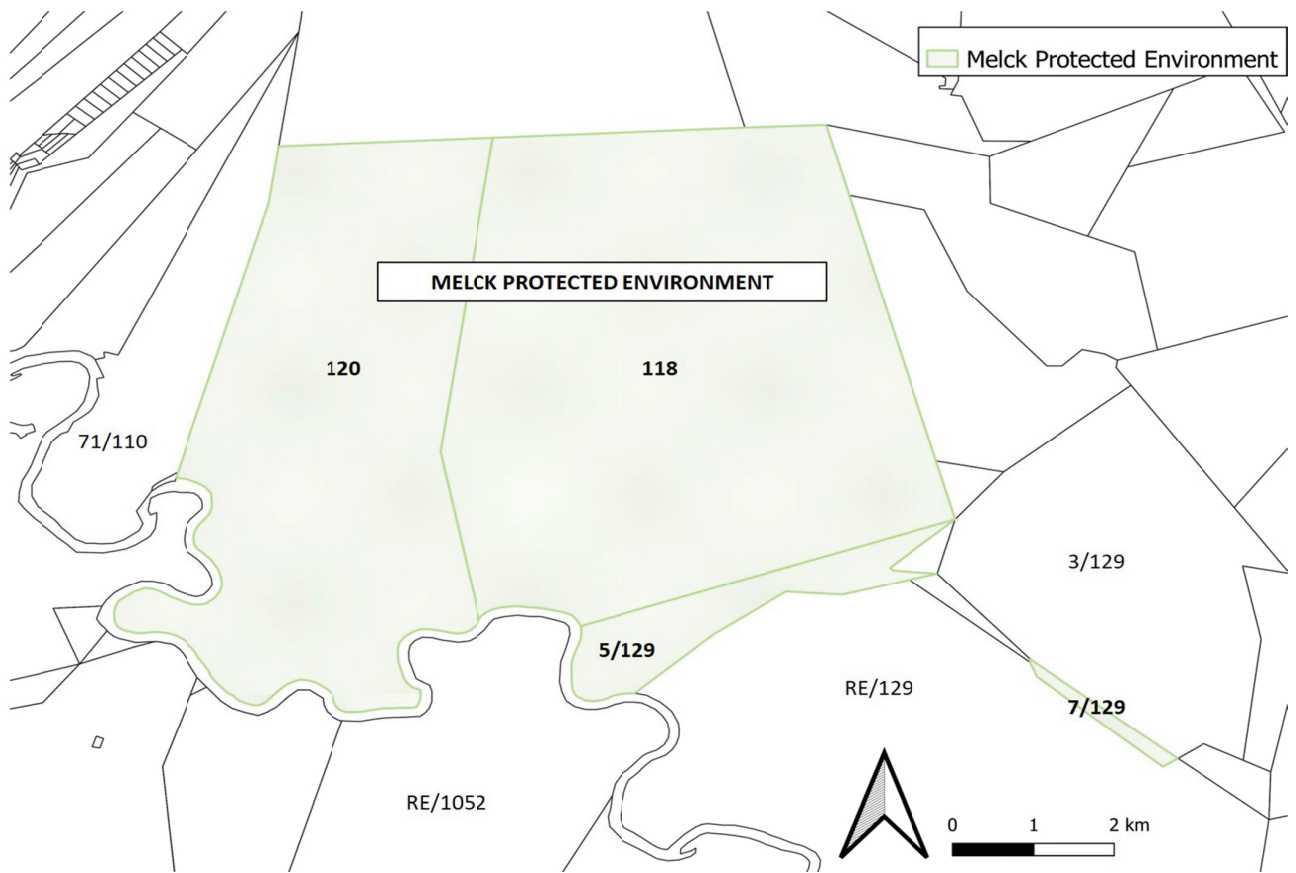 Melck Protected Environment
MELCK PROTECTED ENVIRONMENT
120
118
71/110
3/129
5/129
RE/129
7/129
RE/1052
0 1 2 km